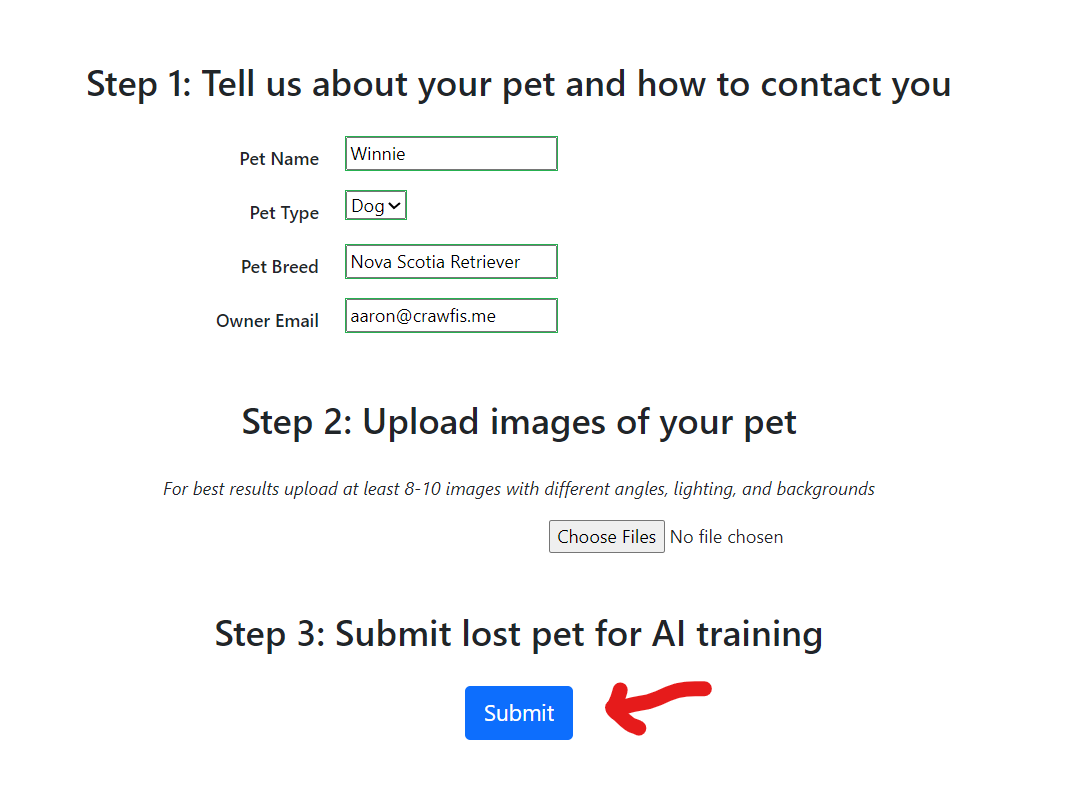 Step 1: Tell us about your pet and how to contact you
Pet Name Winnie
Pet Type Dog
Pet Breed Nova Scotia Retriever
Owner Email aaron@crawfis.me
Step 2: Upload images of your pet
For best results upload at least 8-10 images with different angles, lighting, and backgrounds
Choose Files No file chosen
Step 3: Submit lost pet for AI training
Submit